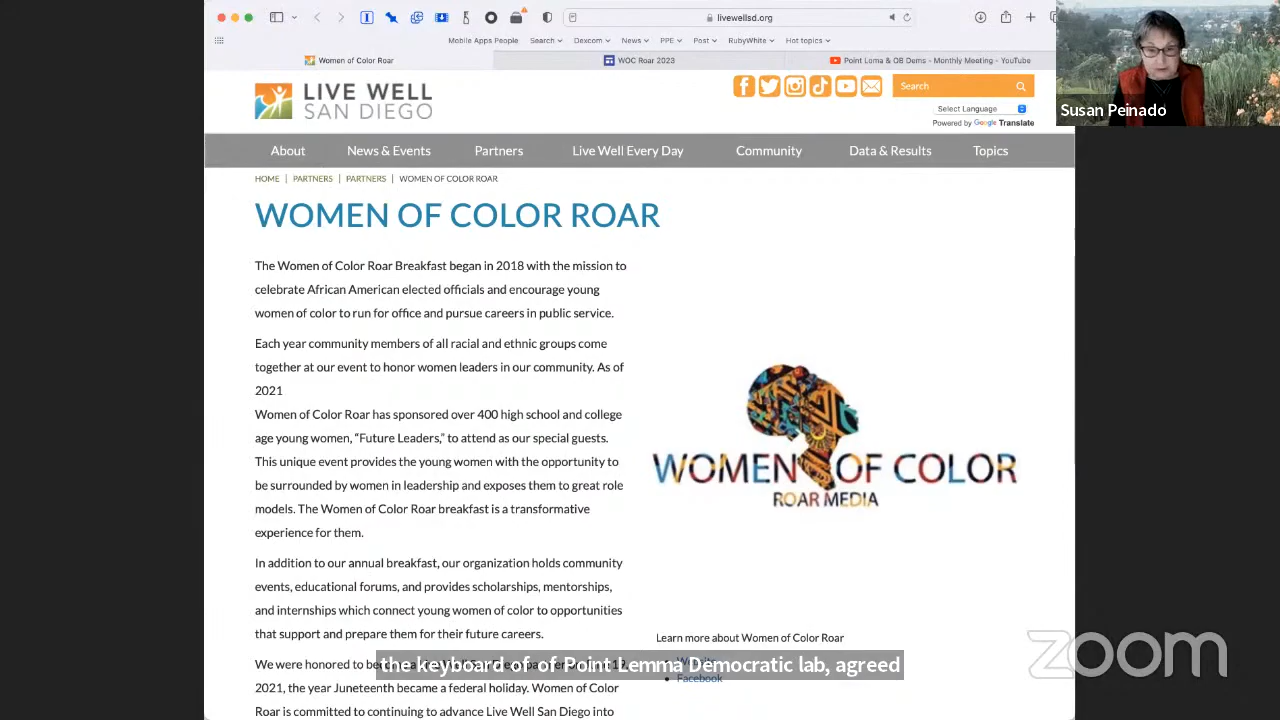 livewellsd.org
Mobile Apps People Search Dexcom News PPE Post RubyWhite Hot topics
Women of Color Roar WOC Roar 2023 Point Loma & OB Dems - Monthly Meeting - YouTube
LIVE WELL
SAN DIEGO
Search
Select Language
Powered by Google Translate
Susan Peinado
About News & Events Partners Live Well Every Day Community Data & Results Topics
HOME | PARTNERS | PARTNERS | WOMEN OF COLOR ROAR
WOMEN OF COLOR ROAR
The Women of Color Roar Breakfast began in 2018 with the mission to
celebrate African American elected officials and encourage young
women of color to run for office and pursue careers in public service.
Each year community members of all racial and ethnic groups come
together at our event to honor women leaders in our community. As of
2021
Women of Color Roar has sponsored over 400 high school and college
age young women, “Future Leaders,” to attend as our special guests.
This unique event provides the young women with the opportunity to
be surrounded by women in leadership and exposes them to great role
models. The Women of Color Roar breakfast is a transformative
experience for them.
WOMEN OF COLOR
ROAR MEDIA
In addition to our annual breakfast, our organization holds community
events, educational forums, and provides scholarships, mentorships,
and internships which connect young women of color to opportunities
that support and prepare them for their future careers.
Learn more about Women of Color Roar
We were honored to
the keyboard of of Point Lemma Democratic lab, agreed
Facebook
2021, the year Juneteenth became a federal holiday. Women of Color
Roar is committed to continuing to advance Live Well San Diego into
zoom